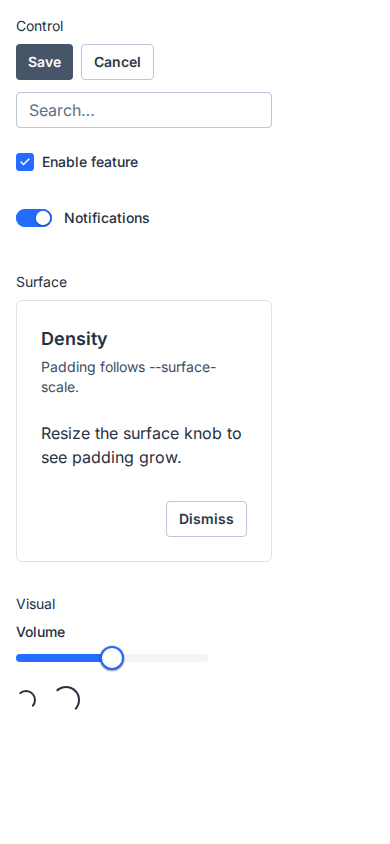 Control
Save Cancel
Search...
Enable feature
Notifications
Surface
Density
Padding follows --surface-
scale.
Resize the surface knob to
see padding grow.
Dismiss
Visual
Volume